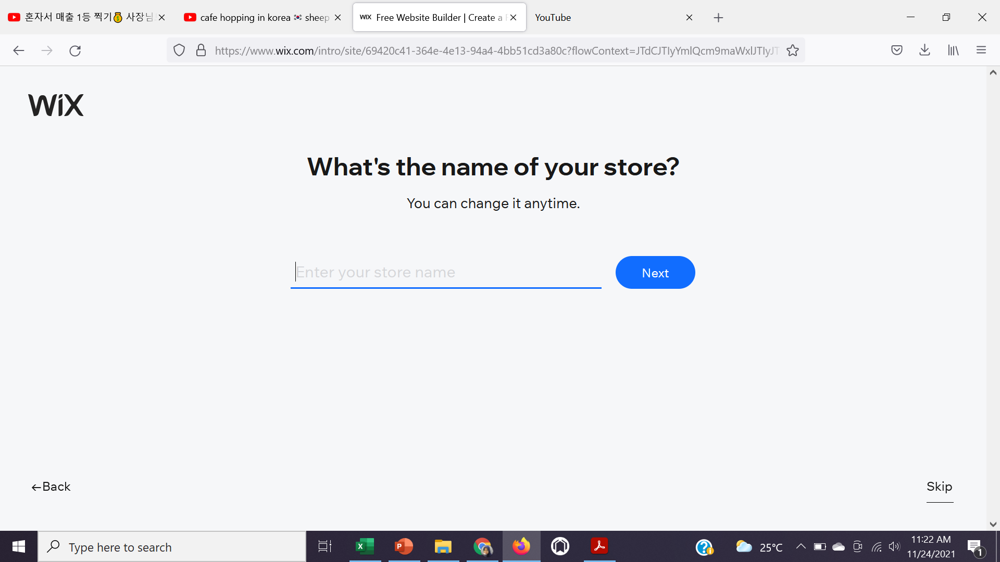 혼자서 매출 1등 찍기💰 사장님
cafe hopping in korea 🇰🇷 sheep
WIX Free Website Builder | Create a F
YouTube
https://www.wix.com/intro/site/69420c41-364e-4e13-94a4-4bb51cd3a80c?flowContext=JTdCJTIyYmlQcm9maWxlJTIyJT
WiX
What's the name of your store?
You can change it anytime.
Enter your store name
Next
←Back
Skip
Type here to search
25°C
11:22 AM
11/24/2021
1